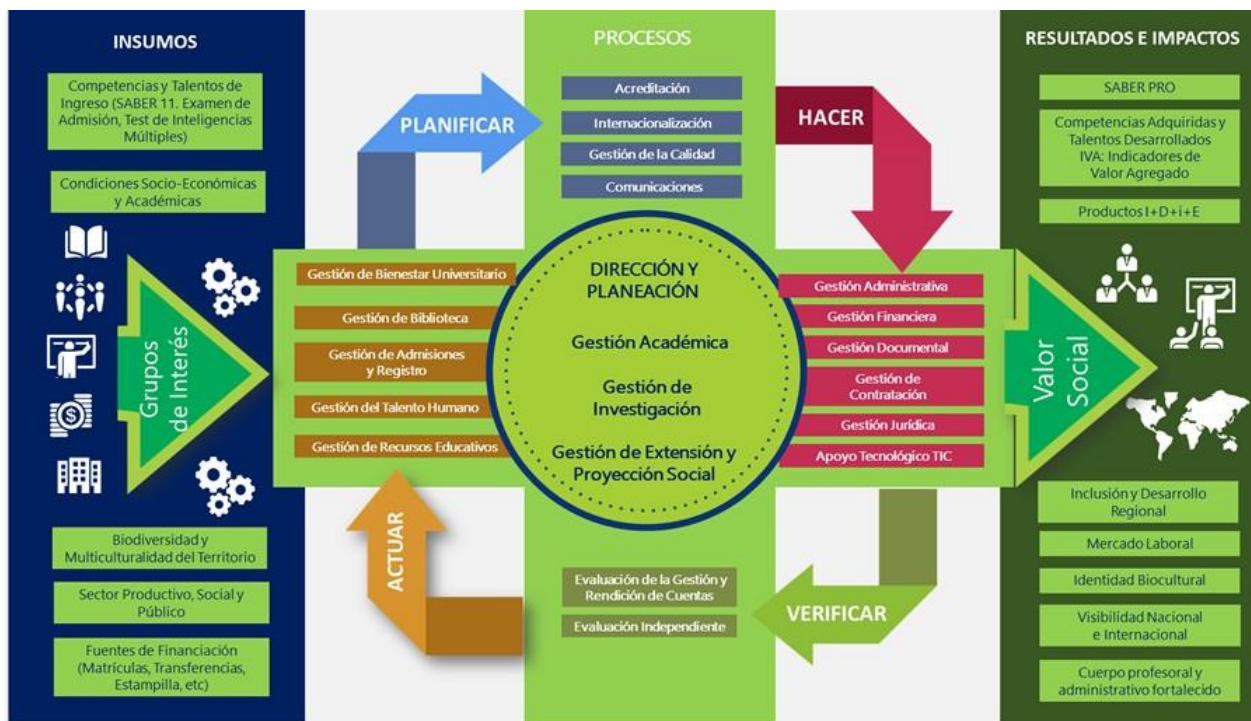 INSUMOS
Competencias y Talentos de
Ingreso (SABER 11. Examen de
Admisión, Test de Inteligencias
Múltiples)
Condiciones Socio-Económicas
y Académicas
Grupos
de Interés
Biodiversidad y
Multiculturalidad del Territorio
Sector Productivo, Social y
Público
Fuentes de Financiación
(Matrículas, Transferencias,
Estampilla, etc)
PLANIFICAR
PROCESOS
Acreditación
Internacionalización
Gestión de la Calidad
Comunicaciones
HACER
Gestión de Bienestar Universitario
Gestión de Biblioteca
Gestión de Admisiones
y Registro
Gestión del Talento Humano
Gestión de Recursos Educativos
DIRECCIÓN Y
PLANEACIÓN
Gestión Académica
Gestión de
Investigación
Gestión de Extensión y
Proyección Social
Gestión Administrativa
Gestión Financiera
Gestión Documental
Gestión de
Contratación
Gestión Jurídica
Apoyo Tecnológico TIC
ACTUAR
Evaluación de la Gestión y
Rendición de Cuentas
Evaluación Independiente
VERIFICAR
RESULTADOS E IMPACTOS
SABER PRO
Competencias Adquiridas y
Talentos Desarrollados
IVA: Indicadores de
Valor Agregado
Productos I+D+i+E
Valor
Social
Inclusión y Desarrollo
Regional
Mercado Laboral
Identidad Biocultural
Visibilidad Nacional
e Internacional
Cuerpo profesoral y
administrativo fortalecido